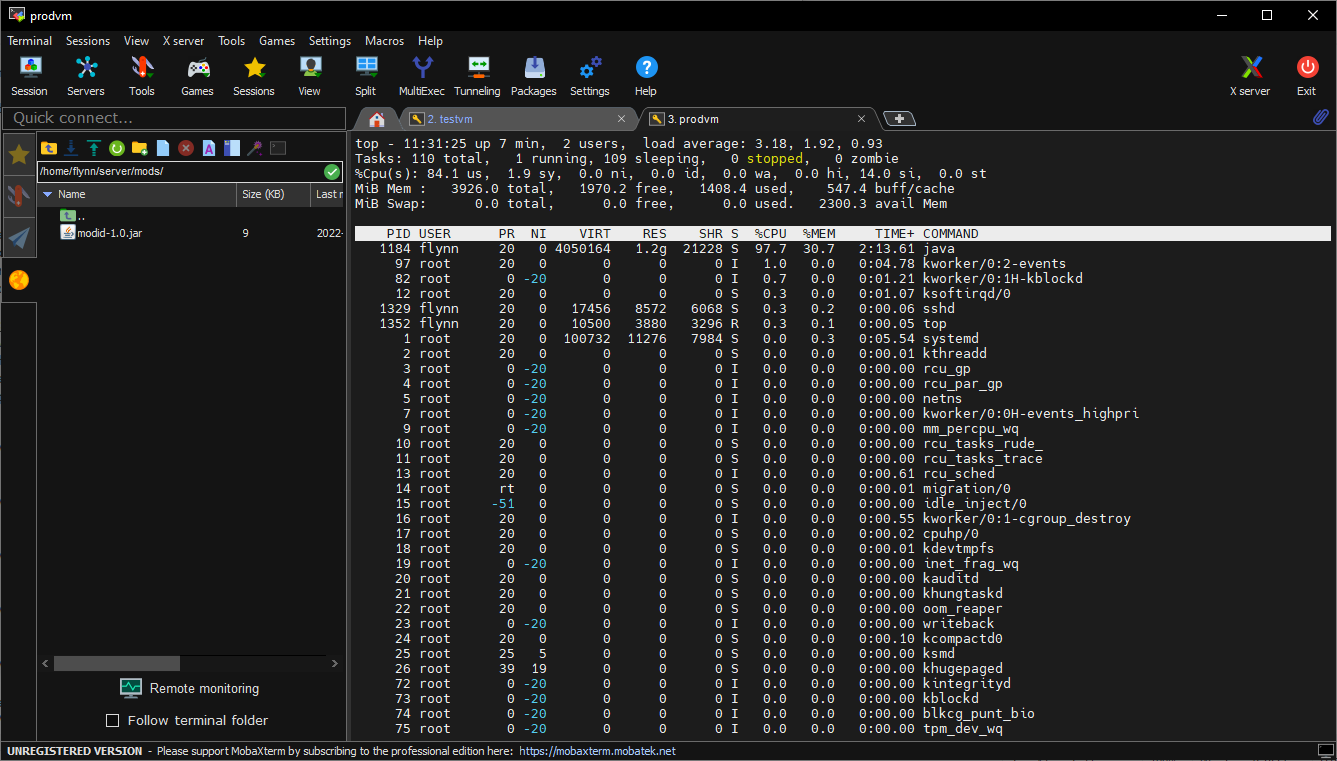 prodvm
Terminal Sessions View X server Tools Games Settings Macros Help
Session Servers Tools Games Sessions View Split MultiExec Tunneling Packages Settings Help X server Exit
Quick connect...
2. testvm
3. prodvm
/home/flynn/server/mods/
Name Size (KB) Last r
..
modid-1.0.jar 9 2022-
Remote monitoring
Follow terminal folder
top - 11:31:25 up 7 min,  2 users,  load average: 3.18, 1.92, 0.93
Tasks: 110 total,   1 running, 109 sleeping,   0 stopped,   0 zombie
%Cpu(s): 84.1 us,  1.9 sy,  0.0 ni,  0.0 id,  0.0 wa,  0.0 hi, 14.0 si,  0.0 st
MiB Mem :   3926.0 total,   1970.2 free,   1408.4 used,    547.4 buff/cache
MiB Swap:      0.0 total,      0.0 free,      0.0 used.   2300.3 avail Mem
PID USER PR NI VIRT RES SHR S %CPU %MEM TIME+ COMMAND
1184 flynn 20 0 4050164 1.2g 21228 S 97.7 30.7 2:13.61 java
97 root 20 0 0 0 0 I 1.0 0.0 0:04.78 kworker/0:2-events
82 root 0 -20 0 0 0 I 0.7 0.0 0:01.21 kworker/0:1H-kblockd
12 root 20 0 0 0 0 S 0.3 0.0 0:01.07 ksoftirqd/0
1329 flynn 20 0 17456 8572 6068 S 0.3 0.2 0:00.06 sshd
1352 flynn 20 0 10500 3880 3296 R 0.3 0.1 0:00.05 top
1 root 20 0 100732 11276 7984 S 0.0 0.3 0:05.54 systemd
2 root 20 0 0 0 0 S 0.0 0.0 0:00.01 kthreadd
3 root 0 -20 0 0 0 I 0.0 0.0 0:00.00 rcu_gp
4 root 0 -20 0 0 0 I 0.0 0.0 0:00.00 rcu_par_gp
5 root 0 -20 0 0 0 I 0.0 0.0 0:00.00 netns
7 root 0 -20 0 0 0 I 0.0 0.0 0:00.00 kworker/0:0H-events_highpri
9 root 0 -20 0 0 0 I 0.0 0.0 0:00.00 mm_percpu_wq
10 root 20 0 0 0 0 S 0.0 0.0 0:00.00 rcu_tasks_rude_
11 root 20 0 0 0 0 S 0.0 0.0 0:00.00 rcu_tasks_trace
13 root 20 0 0 0 0 I 0.0 0.0 0:00.61 rcu_sched
14 root rt 0 0 0 0 S 0.0 0.0 0:00.01 migration/0
15 root -51 0 0 0 0 S 0.0 0.0 0:00.00 idle_inject/0
16 root 20 0 0 0 0 I 0.0 0.0 0:00.55 kworker/0:1-cgroup_destroy
17 root 20 0 0 0 0 S 0.0 0.0 0:00.02 cpuhp/0
18 root 20 0 0 0 0 S 0.0 0.0 0:00.01 kdevtmpfs
19 root 0 -20 0 0 0 I 0.0 0.0 0:00.00 inet_frag_wq
20 root 20 0 0 0 0 S 0.0 0.0 0:00.00 kauditd
21 root 20 0 0 0 0 S 0.0 0.0 0:00.00 khungtaskd
22 root 20 0 0 0 0 S 0.0 0.0 0:00.00 oom_reaper
23 root 0 -20 0 0 0 I 0.0 0.0 0:00.00 writeback
24 root 20 0 0 0 0 S 0.0 0.0 0:00.10 kcompactd0
25 root 25 5 0 0 0 S 0.0 0.0 0:00.00 ksmd
26 root 39 19 0 0 0 S 0.0 0.0 0:00.00 khugepaged
72 root 0 -20 0 0 0 I 0.0 0.0 0:00.00 kintegrityd
73 root 0 -20 0 0 0 I 0.0 0.0 0:00.00 kblockd
74 root 0 -20 0 0 0 I 0.0 0.0 0:00.00 blkcg_punt_bio
75 root 0 -20 0 0 0 I 0.0 0.0 0:00.00 tpm_dev_wq
UNREGISTERED VERSION - Please support MobaXterm by subscribing to the professional edition here: https://mobaxterm.mobatek.net